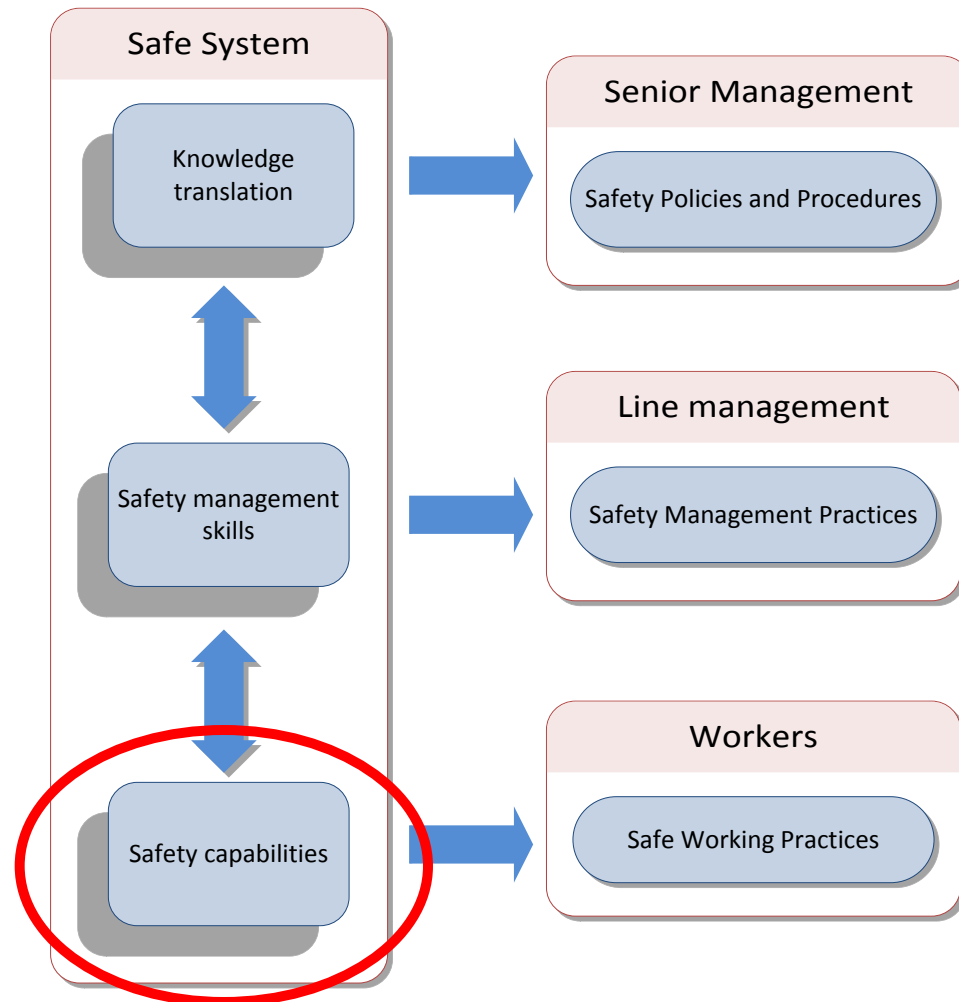 Safe System
Knowledge
translation
Safety management
skills
Safety capabilities
Senior Management
Safety Policies and Procedures
Line management
Safety Management Practices
Workers
Safe Working Practices